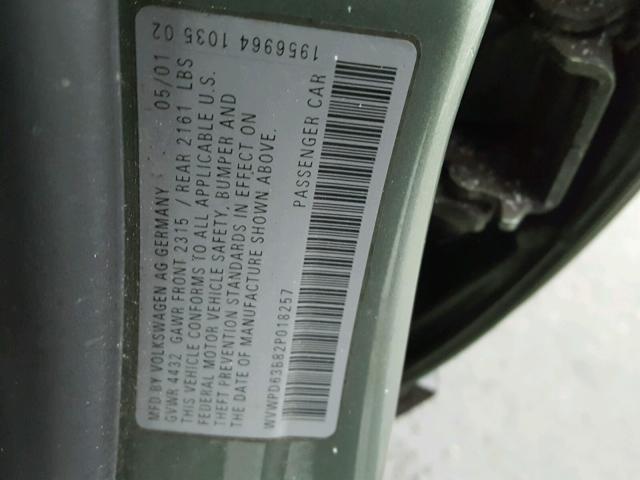 1956964 1035 02
MFD BY VOLKSWAGEN AG GERMANY 05/01
GVWR 4432 GAWR FRONT 2315 / REAR 2161 LBS
THIS VEHICLE CONFORMS TO ALL APPLICABLE U.S.
FEDERAL MOTOR VEHICLE SAFETY, BUMPER AND
THEFT PREVENTION STANDARDS IN EFFECT ON
THE DATE OF MANUFACTURE SHOWN ABOVE.
WVWPD63B82P018257 PASSENGER CAR